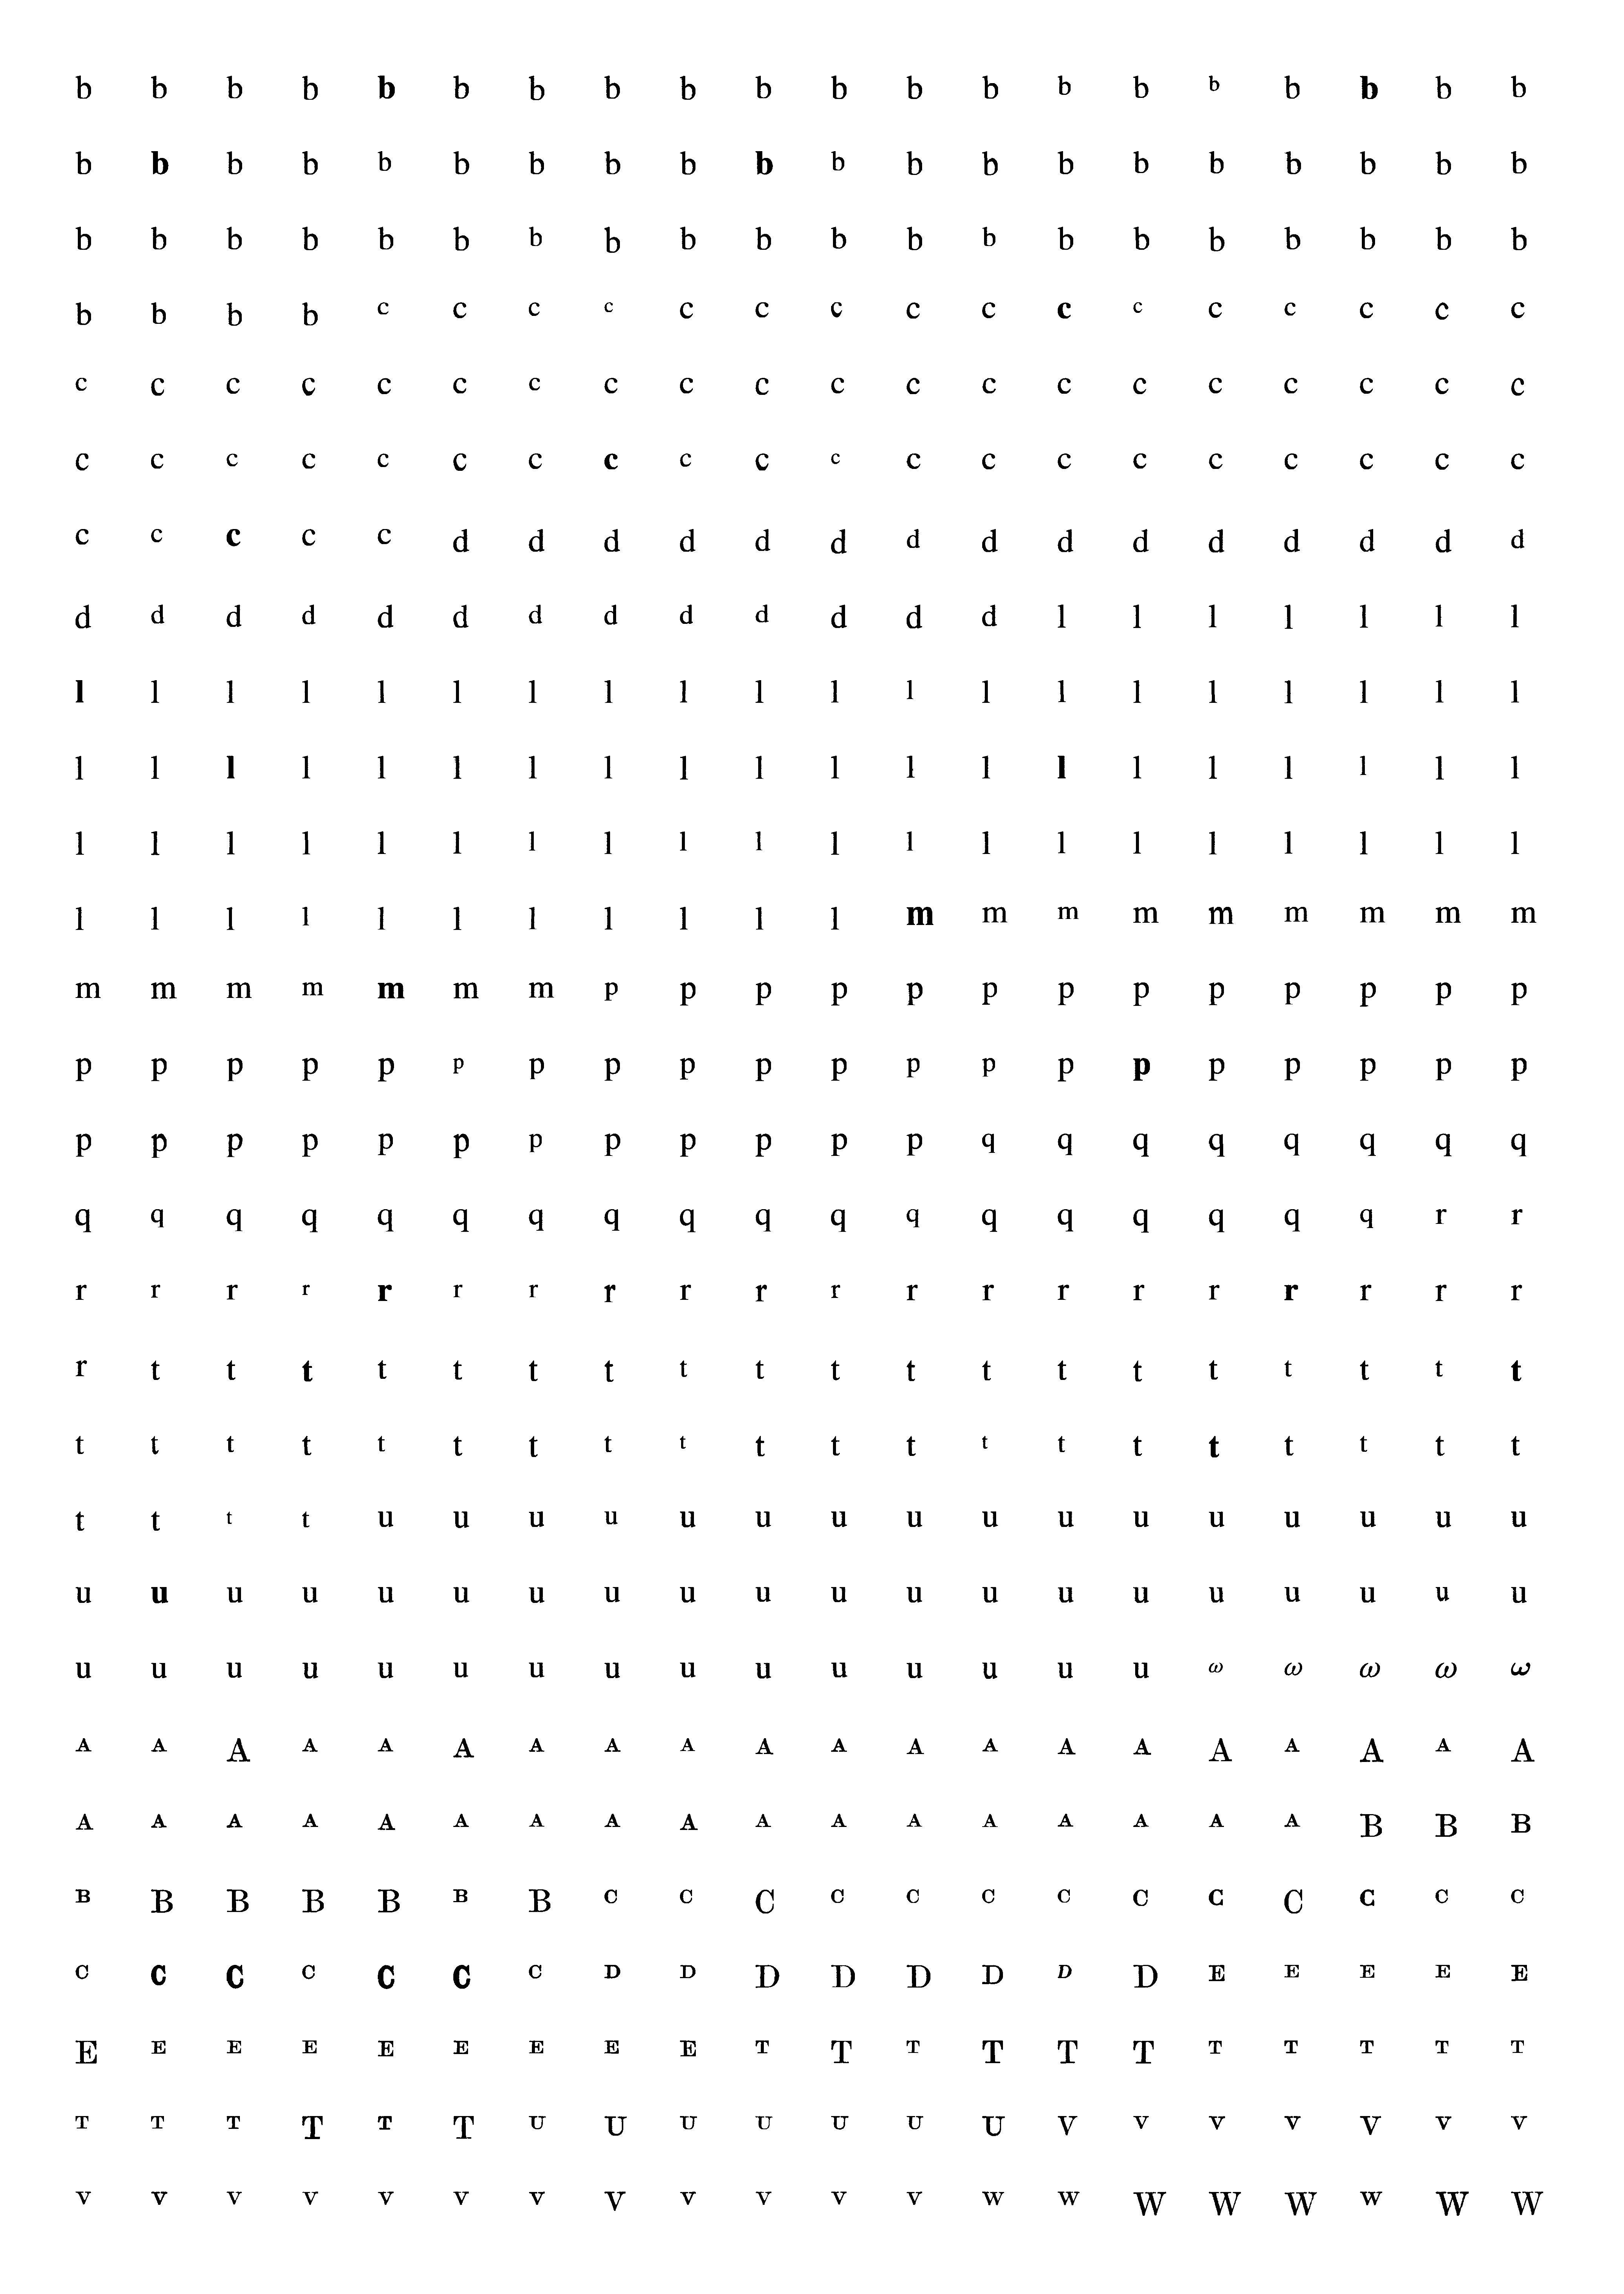 b b b b b b b b b b b b b b b b b b b b
b b b b b b b b b b b b b b b b b b b b
b b b b b b b b b b b b b b b b b b b b
b b b b c c c c c c c c c c c c c c c c
c c c c c c c c c c c c c c c c c c c c
c c c c c c c c c c c c c c c c c c c c
c c c c c d d d d d d d d d d d d d d d
d d d d d d d d d d d d d l l l l l l l
l l l l l l l l l l l l l l l l l l l l
l l l l l l l l l l l l l l l l l l l l
l l l l l l l l l l l l l l l l l l l l
l l l l l l l l l l l m m m m m m m m m
m m m m m m m p p p p p p p p p p p p p
p p p p p p p p p p p p p p p p p p p p
p p p p p p p p p p p p q q q q q q q q
q q q q q q q q q q q q q q q q q q r r
r r r r r r r r r r r r r r r r r r r r
r t t t t t t t t t t t t t t t t t t t
t t t t t t t t t t t t t t t t t t t t
t t t t u u u u u u u u u u u u u u u u
u u u u u u u u u u u u u u u u u u u u
u u u u u u u u u u u u u u u ω ω ω ω ω
A A A A A A A A A A A A A A A A A A A A
A A A A A A A A A A A A A A A A A B B B
B B B B B B B C C C C C C C C C C C C C
C C C C C C C D D D D D D D D E E E E E
E E E E E E E E E T T T T T T T T T T T
T T T T T T U U U U U U U V V V V V V V
V V V V V V V V V V V V W W W W W W W W